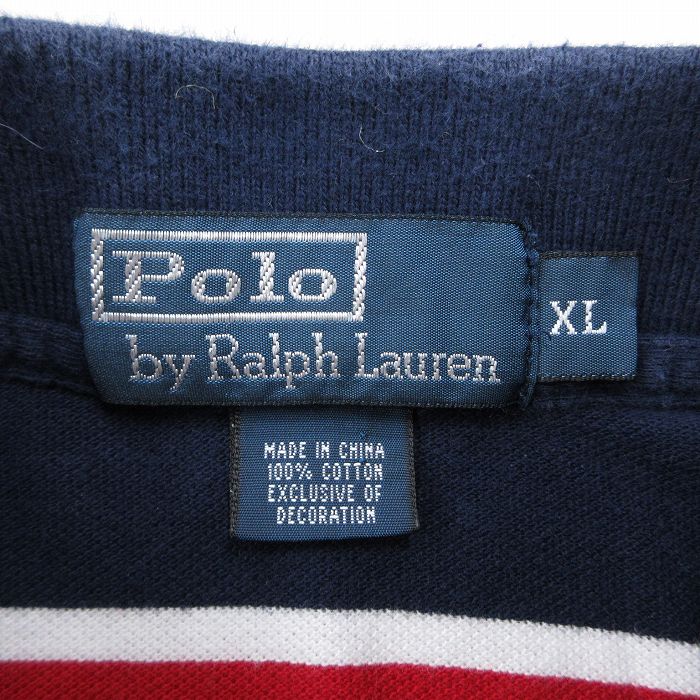 Polo
by Ralph Lauren
XL
MADE IN CHINA
100% COTTON
EXCLUSIVE OF
DECORATION